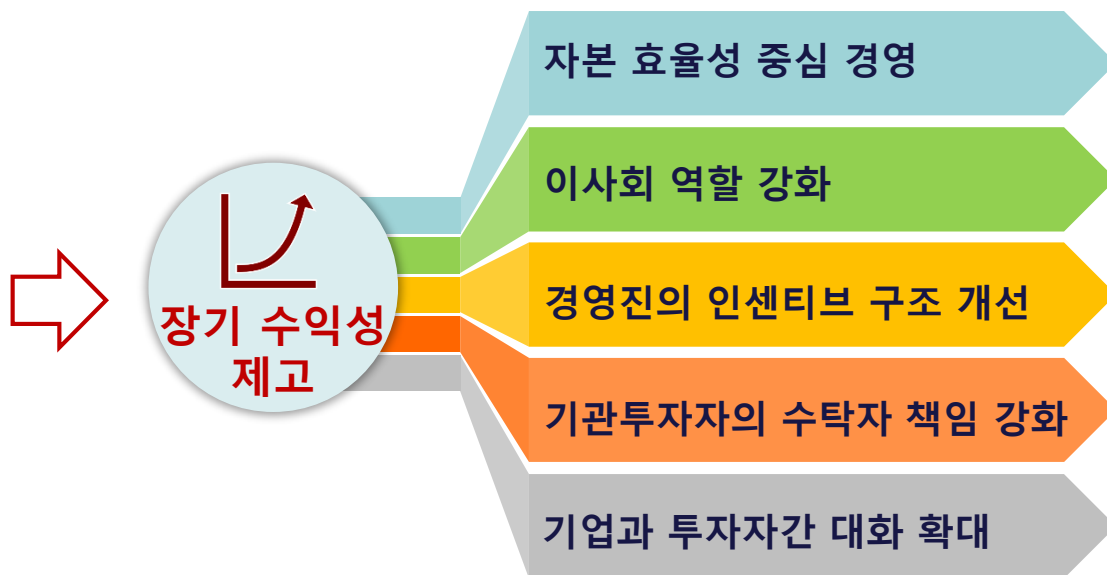 장기 수익성
제고
자본 효율성 중심 경영
이사회 역할 강화
경영진의 인센티브 구조 개선
기관투자자의 수탁자 책임 강화
기업과 투자자간 대화 확대